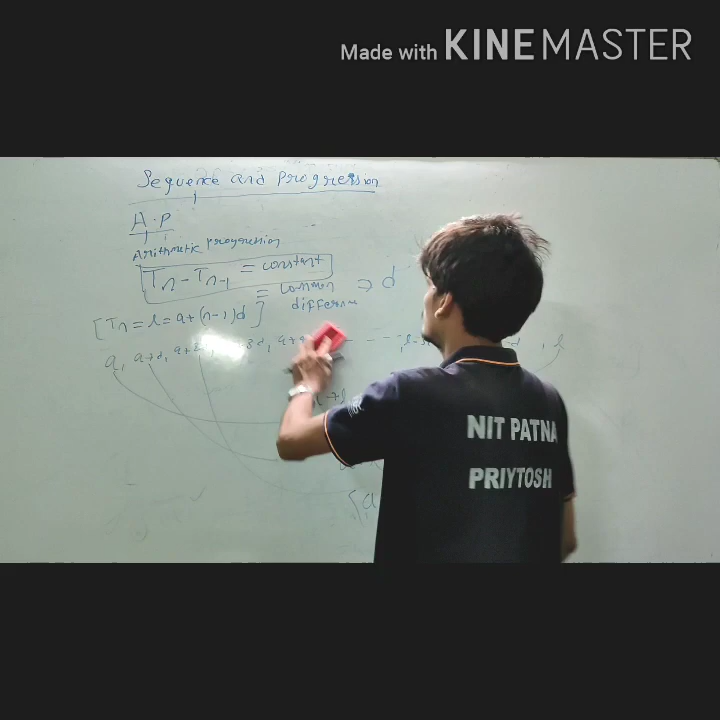 Made with KINEMASTER
Sequence and Progression
A.P
Arithmetic progression
Tn - Tn-1 = constant
= common difference ⇒ d
[Tn = l = a + (n-1)d]
a, a+d,
, l
NIT PATNA
PRIYTOSH